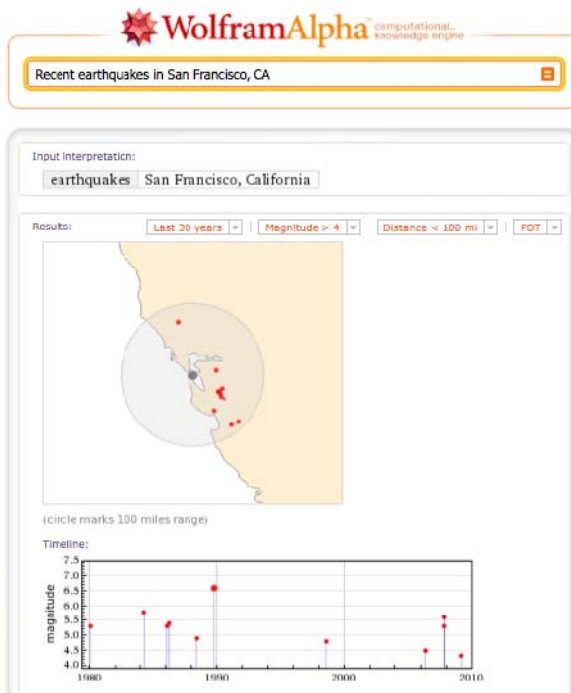 WolframAlpha computational... knowledge engine
Recent earthquakes in San Francisco, CA
Input interpretation:
earthquakes San Francisco, California
Results: Last 30 years Magnitude > 4 Distance < 100 mi PDT
(circle marks 100 miles range)
Timeline:
7.5
7.0
6.5
6.0
5.5
5.0
4.5
4.0
magnitude
1980 1990 2000 2010